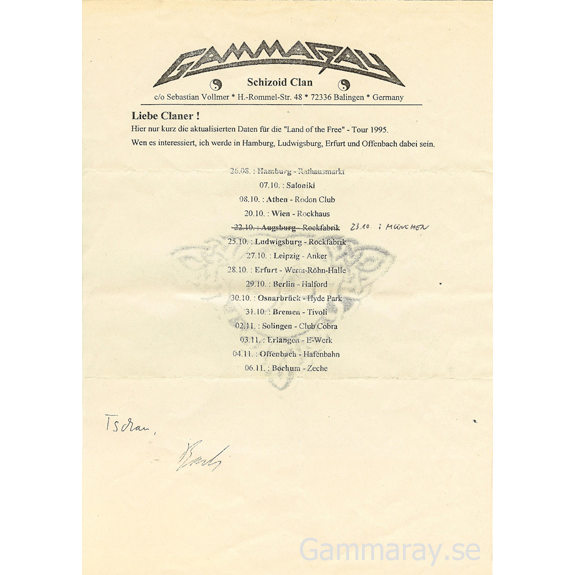 GAMMARAY
Schizoid Clan
c/o Sebastian Vollmer * H.-Rommel-Str. 48 * 72336 Balingen * Germany
Liebe Claner !
Hier nur kurz die aktualisierten Daten für die "Land of the Free" - Tour 1995.
Wen es interessiert, ich werde in Hamburg, Ludwigsburg, Erfurt und Offenbach dabei sein.
26.08. : Hamburg - Rathausmarkt
07.10. : Saloniki
08.10. : Athen - Rodon Club
20.10. : Wien - Rockhaus
22.10. : Augsburg - Rockfabrik 23.10 : MÜNCHEN
25.10. : Ludwigsburg - Rockfabrik
27.10. : Leipzig - Anker
28.10. : Erfurt - Werna-Röhn-Halle
29.10. : Berlin - Halford
30.10. : Osnarbrück - Hyde Park
31.10. : Bremen - Tivoli
02.11. : Solingen - Club Cobra
03.11. : Erlangen - E-Werk
04.11. : Offenbach - Hafenbahn
06.11. : Bochum - Zeche
Tschau,
Gammaray.se